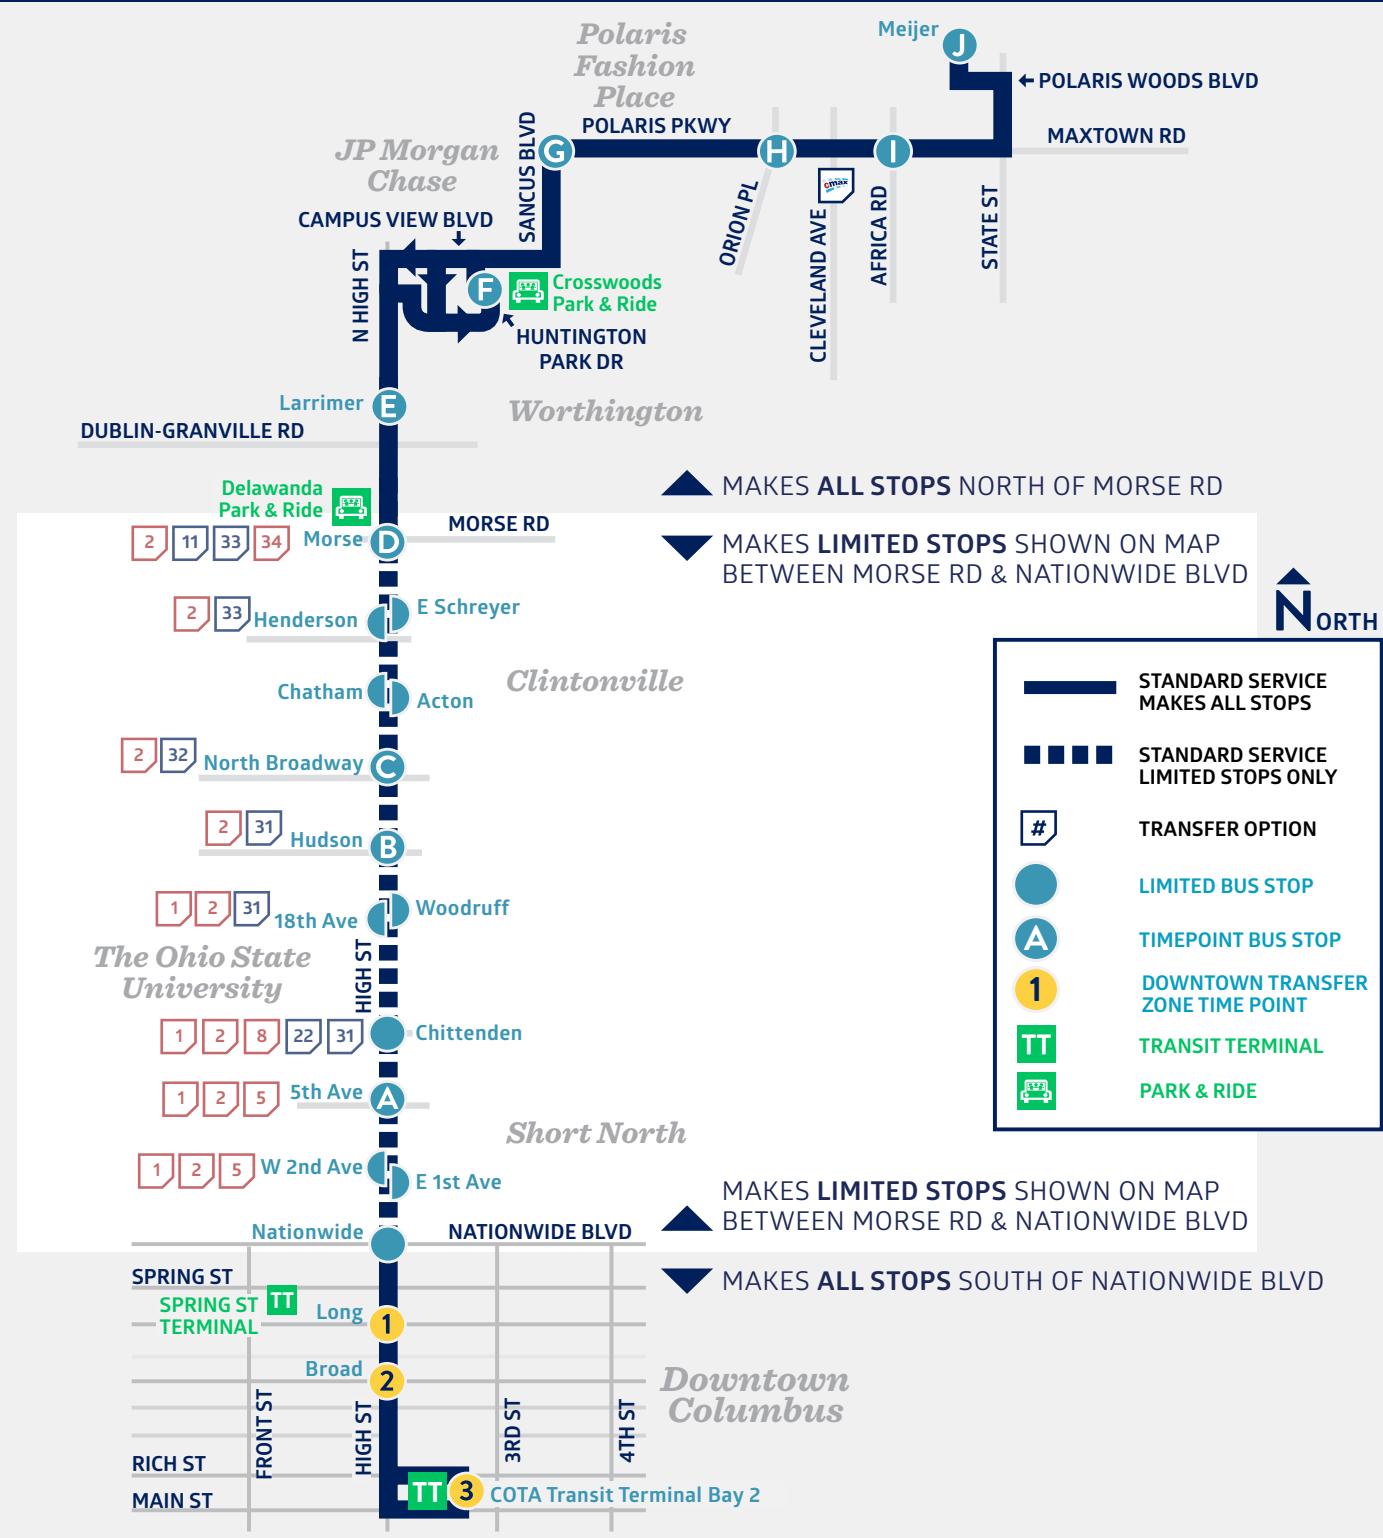 Polaris
Fashion
Place
Meijer
J
POLARIS WOODS BLVD
POLARIS PKWY
MAXTOWN RD
JP Morgan
Chase
SANCUS BLVD
G
H
I
cmax
ORION PL
CLEVELAND AVE
AFRICA RD
STATE ST
CAMPUS VIEW BLVD
N HIGH ST
F
Crosswoods
Park & Ride
HUNTINGTON
PARK DR
Larrimer
E
Worthington
DUBLIN-GRANVILLE RD
Delawanda
Park & Ride
MAKES ALL STOPS NORTH OF MORSE RD
MORSE RD
2 11 33 34 Morse D
MAKES LIMITED STOPS SHOWN ON MAP
BETWEEN MORSE RD & NATIONWIDE BLVD
NORTH
2 33 Henderson
E Schreyer
Chatham
Acton
Clintonville
2 32 North Broadway C
2 31 Hudson B
1 2 31 18th Ave
Woodruff
The Ohio State
University
HIGH ST
1 2 8 22 31 Chittenden
1 2 5 5th Ave A
Short North
1 2 5 W 2nd Ave
E 1st Ave
STANDARD SERVICE
MAKES ALL STOPS
STANDARD SERVICE
LIMITED STOPS ONLY
# TRANSFER OPTION
LIMITED BUS STOP
A TIMEPOINT BUS STOP
1 DOWNTOWN TRANSFER
ZONE TIME POINT
TT TRANSIT TERMINAL
PARK & RIDE
MAKES LIMITED STOPS SHOWN ON MAP
BETWEEN MORSE RD & NATIONWIDE BLVD
Nationwide
NATIONWIDE BLVD
MAKES ALL STOPS SOUTH OF NATIONWIDE BLVD
SPRING ST
SPRING ST
TERMINAL
TT
Long 1
Broad 2
Downtown
Columbus
FRONT ST
HIGH ST
3RD ST
4TH ST
RICH ST
MAIN ST
TT 3 COTA Transit Terminal Bay 2